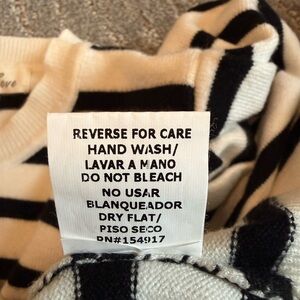 REVERSE FOR CARE
HAND WASH/
LAVAR A MANO
DO NOT BLEACH
NO USAR
BLANQUEADOR
DRY FLAT/
PISO SECO
RN#154917